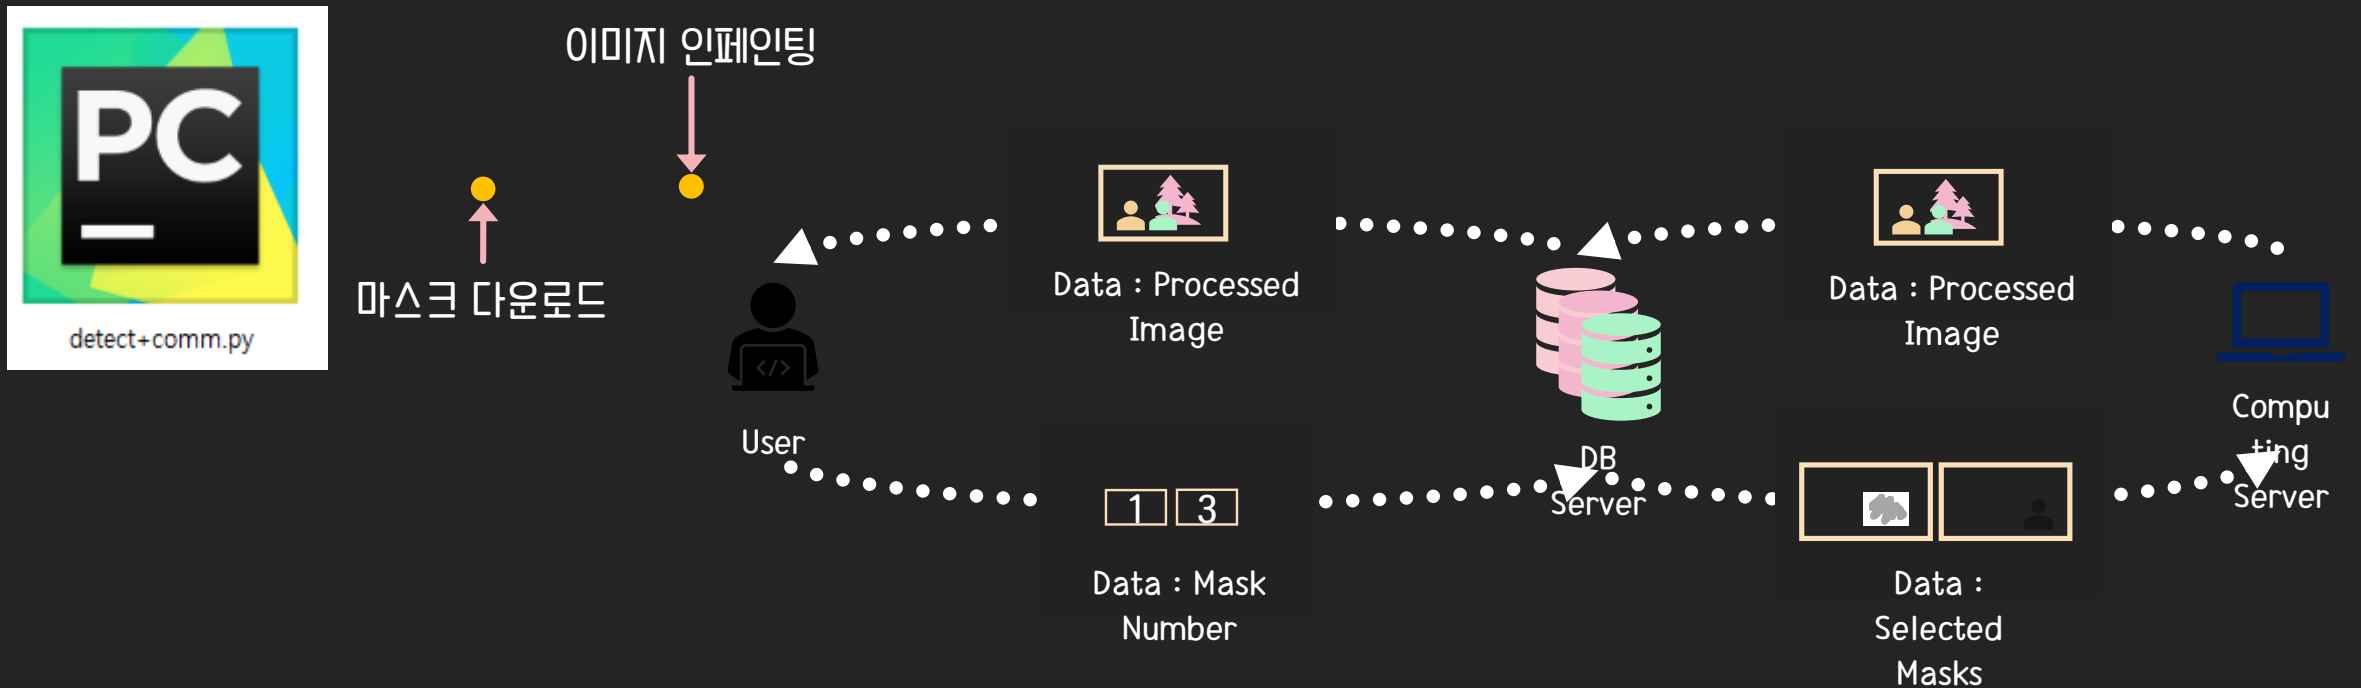 PC
detect+comm.py
이미지 인페인팅
마스크 다운로드
User
</>
Data : Processed
Image
1
3
Data : Mask
Number
DB
Server
Data : Processed
Image
Data :
Selected
Masks
Compu
ting
Server